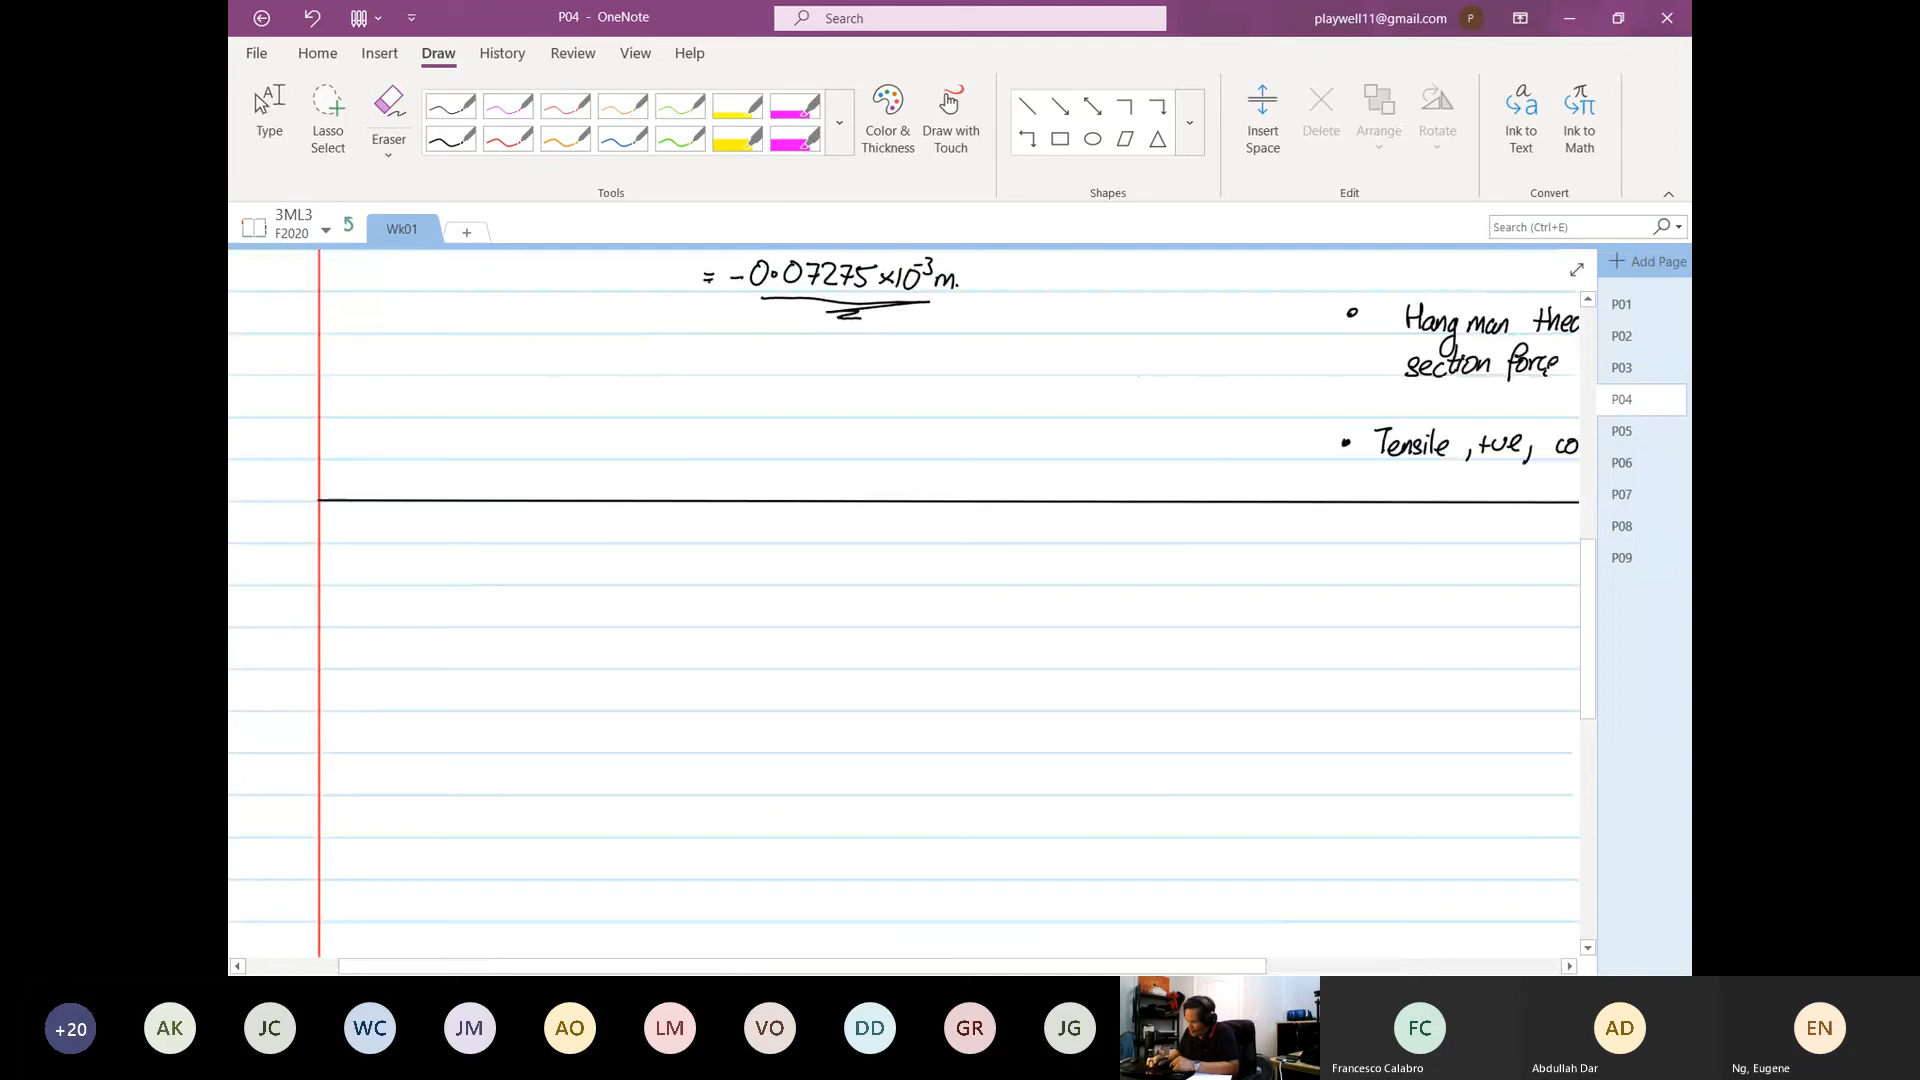 P04 - OneNote
Search
playwell11@gmail.com
P
File
Home
Insert
Draw
History
Review
View
Help
Type
Lasso
Select
Eraser
Color &
Thickness
Draw with
Touch
Insert
Space
Delete
Arrange
Rotate
Ink to
Text
Ink to
Math
Tools
Shapes
Edit
Convert
3ML3
F2020
Wk01
Search (Ctrl+E)
Add Page
P01
P02
P03
P04
P05
P06
P07
P08
P09
= -0.07275×10⁻³m.
• Hang man theo
section force
• Tensile, +ve, co
+20
AK
JC
WC
JM
AO
LM
VO
DD
GR
JG
FC
Francesco Calabro
AD
Abdullah Dar
EN
Ng, Eugene